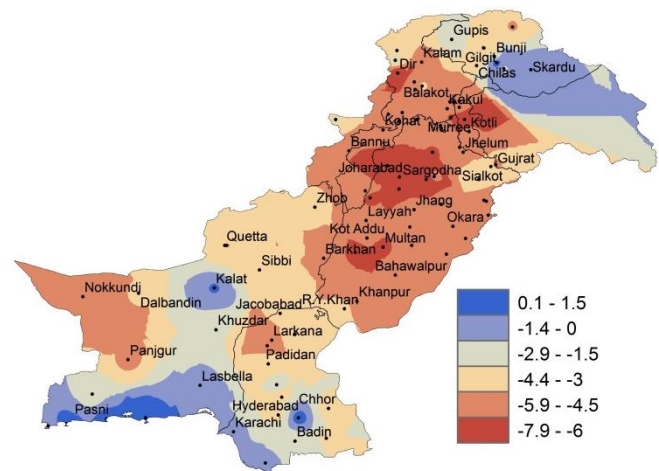 Gupis
Kalam
Gilgit
Bunji
Dir
Chilas
Skardu
Balakot
Kakul
Kohat
Murree
Kotli
Bannu
Jhelum
Gujrat
Joharabad
Sargodha
Sialkot
Zhob
Layyah
Jhang
Okara
Quetta
Kot Addu
Multan
Sibbi
Barkhan
Bahawalpur
Nokkundj
Kalat
Dalbandin
Jacobabad
R.Y.Khan
Khanpur
Khuzdar
Larkana
Panjgur
Padidan
Lasbella
Pasni
Hyderabad
Chhor
Karachi
Badin
0.1 - 1.5
-1.4 - 0
-2.9 - -1.5
-4.4 - -3
-5.9 - -4.5
-7.9 - -6